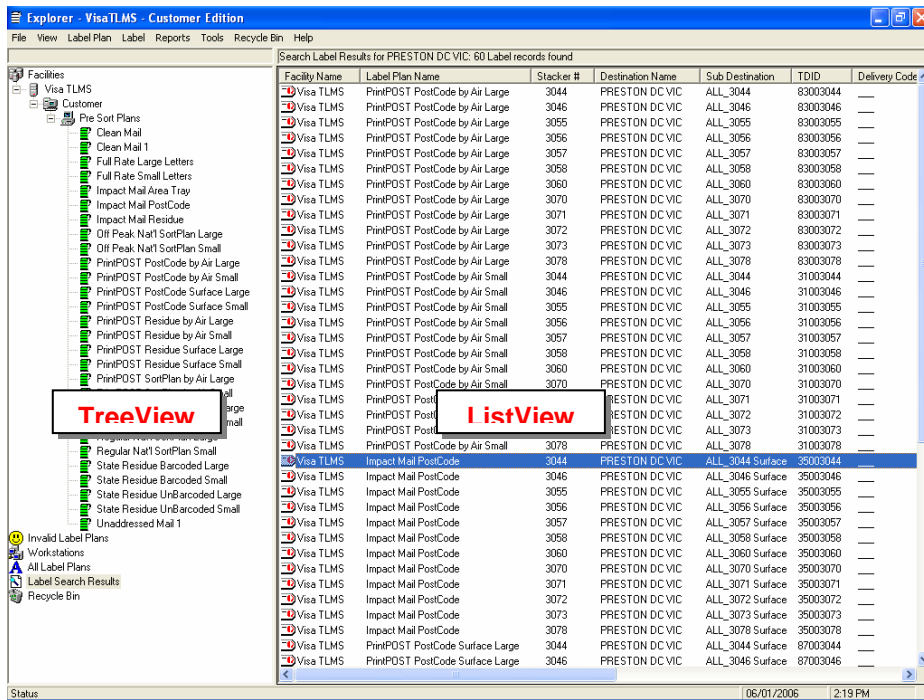 Explorer - VisaTLMS - Customer Edition
File View Label Plan Label Reports Tools Recycle Bin Help
Search Label Results for PRESTON DC VIC: 60 Label records found
Facilities
Visa TLMS
Customer
Pre Sort Plans
Clean Mail
Clean Mail 1
Full Rate Large Letters
Full Rate Small Letters
Impact Mail Area Tray
Impact Mail PostCode
Impact Mail Residue
Off Peak Nat'l SortPlan Large
Off Peak Nat'l SortPlan Small
PrintPOST PostCode by Air Large
PrintPOST PostCode by Air Small
PrintPOST PostCode Surface Large
PrintPOST PostCode Surface Small
PrintPOST Residue by Air Large
PrintPOST Residue by Air Small
PrintPOST Residue Surface Large
PrintPOST Residue Surface Small
PrintPOST SortPlan by Air Large
TreeView
Regular Nat'l SortPlan Small
State Residue Barcoded Large
State Residue Barcoded Small
State Residue UnBarcoded Large
State Residue UnBarcoded Small
Unaddressed Mail 1
Invalid Label Plans
Workstations
All Label Plans
Label Search Results
Recycle Bin
Facility Name Label Plan Name Stacker # Destination Name Sub Destination TDID Delivery Code
Visa TLMS PrintPOST PostCode by Air Large 3044 PRESTON DC VIC ALL_3044 83003044
Visa TLMS PrintPOST PostCode by Air Large 3046 PRESTON DC VIC ALL_3046 83003046
Visa TLMS PrintPOST PostCode by Air Large 3055 PRESTON DC VIC ALL_3055 83003055
Visa TLMS PrintPOST PostCode by Air Large 3056 PRESTON DC VIC ALL_3056 83003056
Visa TLMS PrintPOST PostCode by Air Large 3057 PRESTON DC VIC ALL_3057 83003057
Visa TLMS PrintPOST PostCode by Air Large 3058 PRESTON DC VIC ALL_3058 83003058
Visa TLMS PrintPOST PostCode by Air Large 3060 PRESTON DC VIC ALL_3060 83003060
Visa TLMS PrintPOST PostCode by Air Large 3070 PRESTON DC VIC ALL_3070 83003070
Visa TLMS PrintPOST PostCode by Air Large 3071 PRESTON DC VIC ALL_3071 83003071
Visa TLMS PrintPOST PostCode by Air Large 3072 PRESTON DC VIC ALL_3072 83003072
Visa TLMS PrintPOST PostCode by Air Large 3073 PRESTON DC VIC ALL_3073 83003073
Visa TLMS PrintPOST PostCode by Air Large 3078 PRESTON DC VIC ALL_3078 83003078
Visa TLMS PrintPOST PostCode by Air Small 3044 PRESTON DC VIC ALL_3044 31003044
Visa TLMS PrintPOST PostCode by Air Small 3046 PRESTON DC VIC ALL_3046 31003046
Visa TLMS PrintPOST PostCode by Air Small 3055 PRESTON DC VIC ALL_3055 31003055
Visa TLMS PrintPOST PostCode by Air Small 3056 PRESTON DC VIC ALL_3056 31003056
Visa TLMS PrintPOST PostCode by Air Small 3057 PRESTON DC VIC ALL_3057 31003057
Visa TLMS PrintPOST PostCode by Air Small 3058 PRESTON DC VIC ALL_3058 31003058
Visa TLMS PrintPOST PostCode by Air Small 3060 PRESTON DC VIC ALL_3060 31003060
Visa TLMS PrintPOST PostCode by Air Small 3070 PRESTON DC VIC ALL_3070 31003070
Visa TLMS PrintPOST ALL_3071 31003071
ListView
Visa TLMS PrintPOST ALL_3072 31003072
Visa TLMS PrintPOST ALL_3073 31003073
Visa TLMS PrintPOST PostCode by Air Small 3078 PRESTON DC VIC ALL_3078 31003078
Visa TLMS Impact Mail PostCode 3044 PRESTON DC VIC ALL_3044 Surface 35003044
Visa TLMS Impact Mail PostCode 3046 PRESTON DC VIC ALL_3046 Surface 35003046
Visa TLMS Impact Mail PostCode 3055 PRESTON DC VIC ALL_3055 Surface 35003055
Visa TLMS Impact Mail PostCode 3056 PRESTON DC VIC ALL_3056 Surface 35003056
Visa TLMS Impact Mail PostCode 3057 PRESTON DC VIC ALL_3057 Surface 35003057
Visa TLMS Impact Mail PostCode 3058 PRESTON DC VIC ALL_3058 Surface 35003058
Visa TLMS Impact Mail PostCode 3060 PRESTON DC VIC ALL_3060 Surface 35003060
Visa TLMS Impact Mail PostCode 3070 PRESTON DC VIC ALL_3070 Surface 35003070
Visa TLMS Impact Mail PostCode 3071 PRESTON DC VIC ALL_3071 Surface 35003071
Visa TLMS Impact Mail PostCode 3072 PRESTON DC VIC ALL_3072 Surface 35003072
Visa TLMS Impact Mail PostCode 3073 PRESTON DC VIC ALL_3073 Surface 35003073
Visa TLMS Impact Mail PostCode 3078 PRESTON DC VIC ALL_3078 Surface 35003078
Visa TLMS PrintPOST PostCode Surface Large 3044 PRESTON DC VIC ALL_3044 Surface 87003044
Visa TLMS PrintPOST PostCode Surface Large 3046 PRESTON DC VIC ALL_3046 Surface 87003046
Status 06/01/2006 2:19 PM